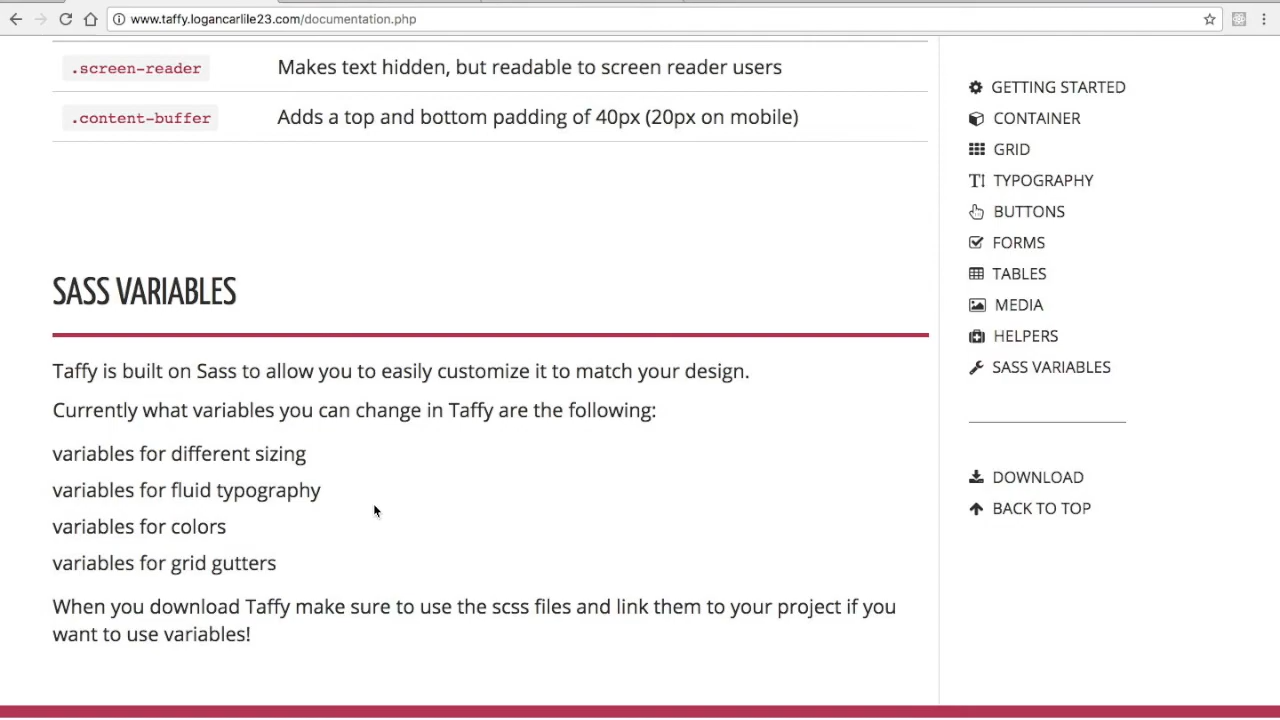 www.taffy.logancarlile23.com/documentation.php
.screen-reader Makes text hidden, but readable to screen reader users
.content-buffer Adds a top and bottom padding of 40px (20px on mobile)
SASS VARIABLES
Taffy is built on Sass to allow you to easily customize it to match your design.
Currently what variables you can change in Taffy are the following:
variables for different sizing
variables for fluid typography
variables for colors
variables for grid gutters
When you download Taffy make sure to use the scss files and link them to your project if you
want to use variables!
GETTING STARTED
CONTAINER
GRID
TYPOGRAPHY
BUTTONS
FORMS
TABLES
MEDIA
HELPERS
SASS VARIABLES
DOWNLOAD
BACK TO TOP